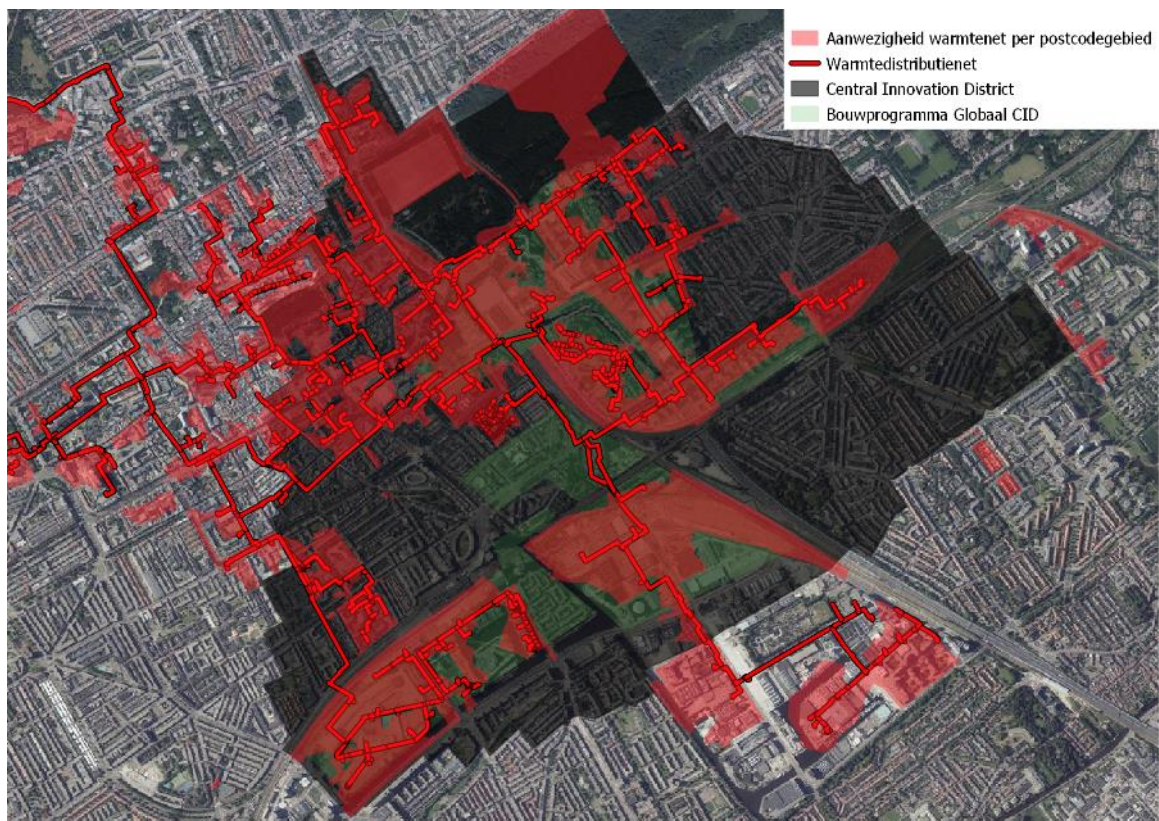 Aanwezigheid warmtenet per postcodegebied
Warmtedistributienet
Central Innovation District
Bouwprogramma Globaal CID